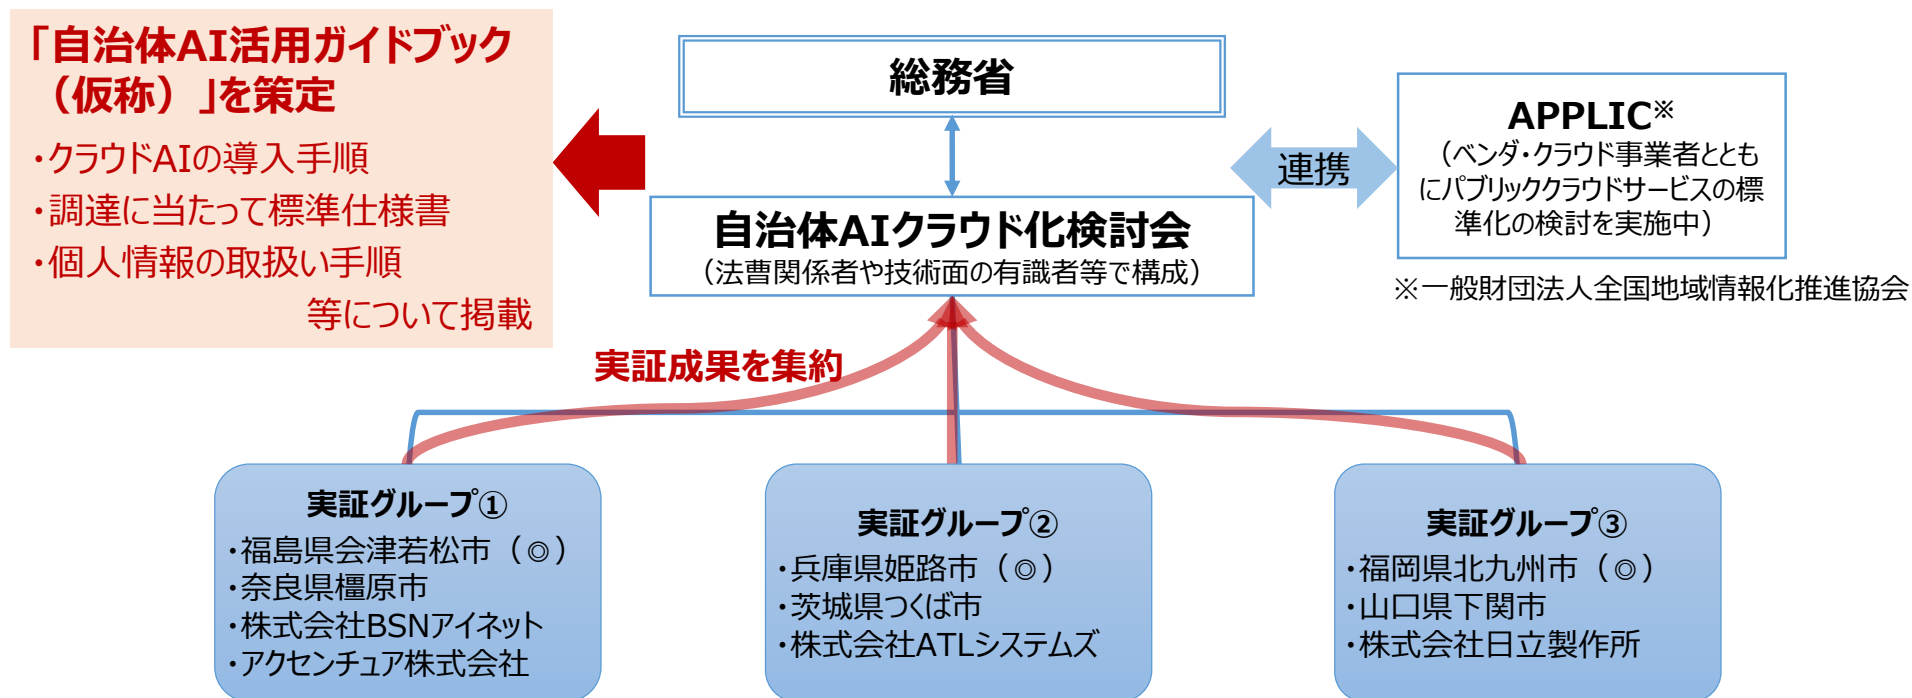 「自治体AI活用ガイドブック
（仮称）」を策定
・クラウドAIの導入手順
・調達に当たって標準仕様書
・個人情報の取扱い手順
等について掲載
総務省
自治体AIクラウド化検討会
（法曹関係者や技術面の有識者等で構成）
連携
APPLIC※
（ベンダ・クラウド事業者ととも
にパブリッククラウドサービスの標
準化の検討を実施中）
※一般財団法人全国地域情報化推進協会
実証成果を集約
実証グループ①
・福島県会津若松市（◎）
・奈良県橿原市
・株式会社BSNアイネット
・アクセンチュア株式会社
実証グループ②
・兵庫県姫路市（◎）
・茨城県つくば市
・株式会社ATLシステムズ
実証グループ③
・福岡県北九州市（◎）
・山口県下関市
・株式会社日立製作所